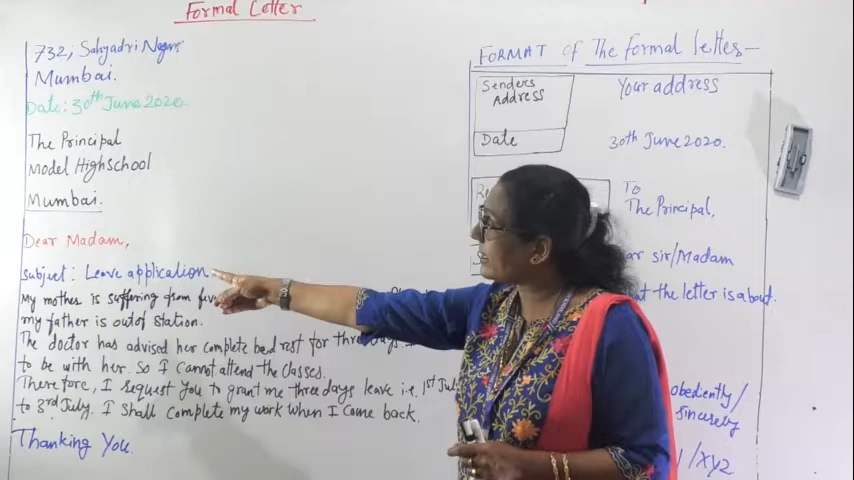 Formal Letter
732, Sahyadri Nagar,
Mumbai.
Date: 30th June 2020.
The Principal
Model Highschool
Mumbai.
Dear Madam,
Subject: Leave application
My mother is suffering from
my father is out of station.
The doctor has advised her complete bed rest for three days. I
to be with her. So I cannot attend the classes.
Therefore, I request you to grant me three days leave i.e. 1st July
to 3rd July. I shall complete my work when I come back.
Thanking You.
FORMAT of The formal letter—
Senders
Address
Your address
Date
30th June 2020.
To
The Principal,
sir/Madam
the letter is about.
obediently/
sincerely
/XYZ